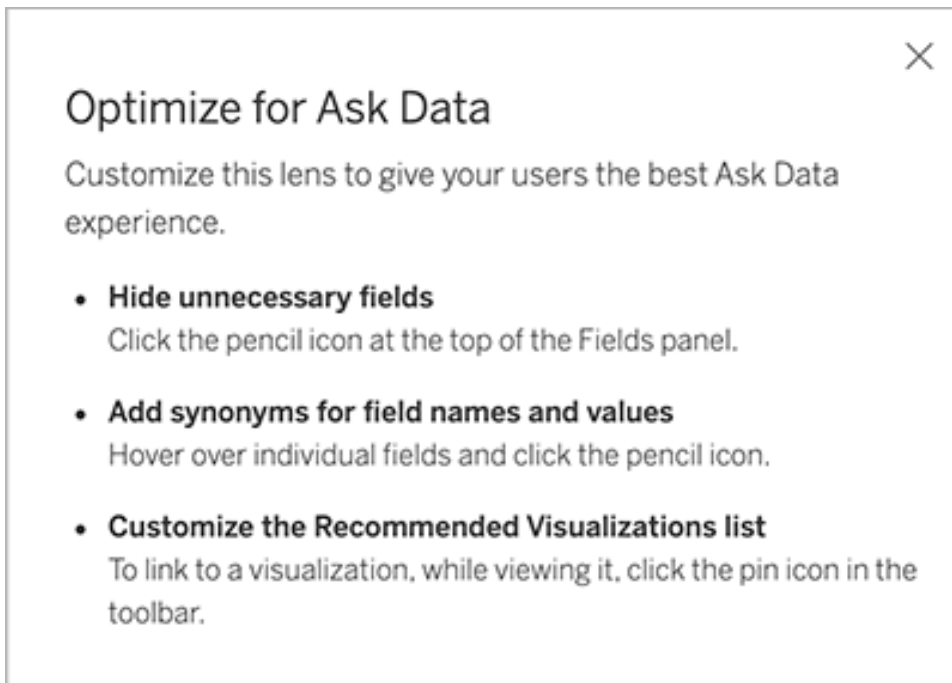 Optimize for Ask Data
Customize this lens to give your users the best Ask Data
experience.
• Hide unnecessary fields
Click the pencil icon at the top of the Fields panel.
• Add synonyms for field names and values
Hover over individual fields and click the pencil icon.
• Customize the Recommended Visualizations list
To link to a visualization, while viewing it, click the pin icon in the
toolbar.